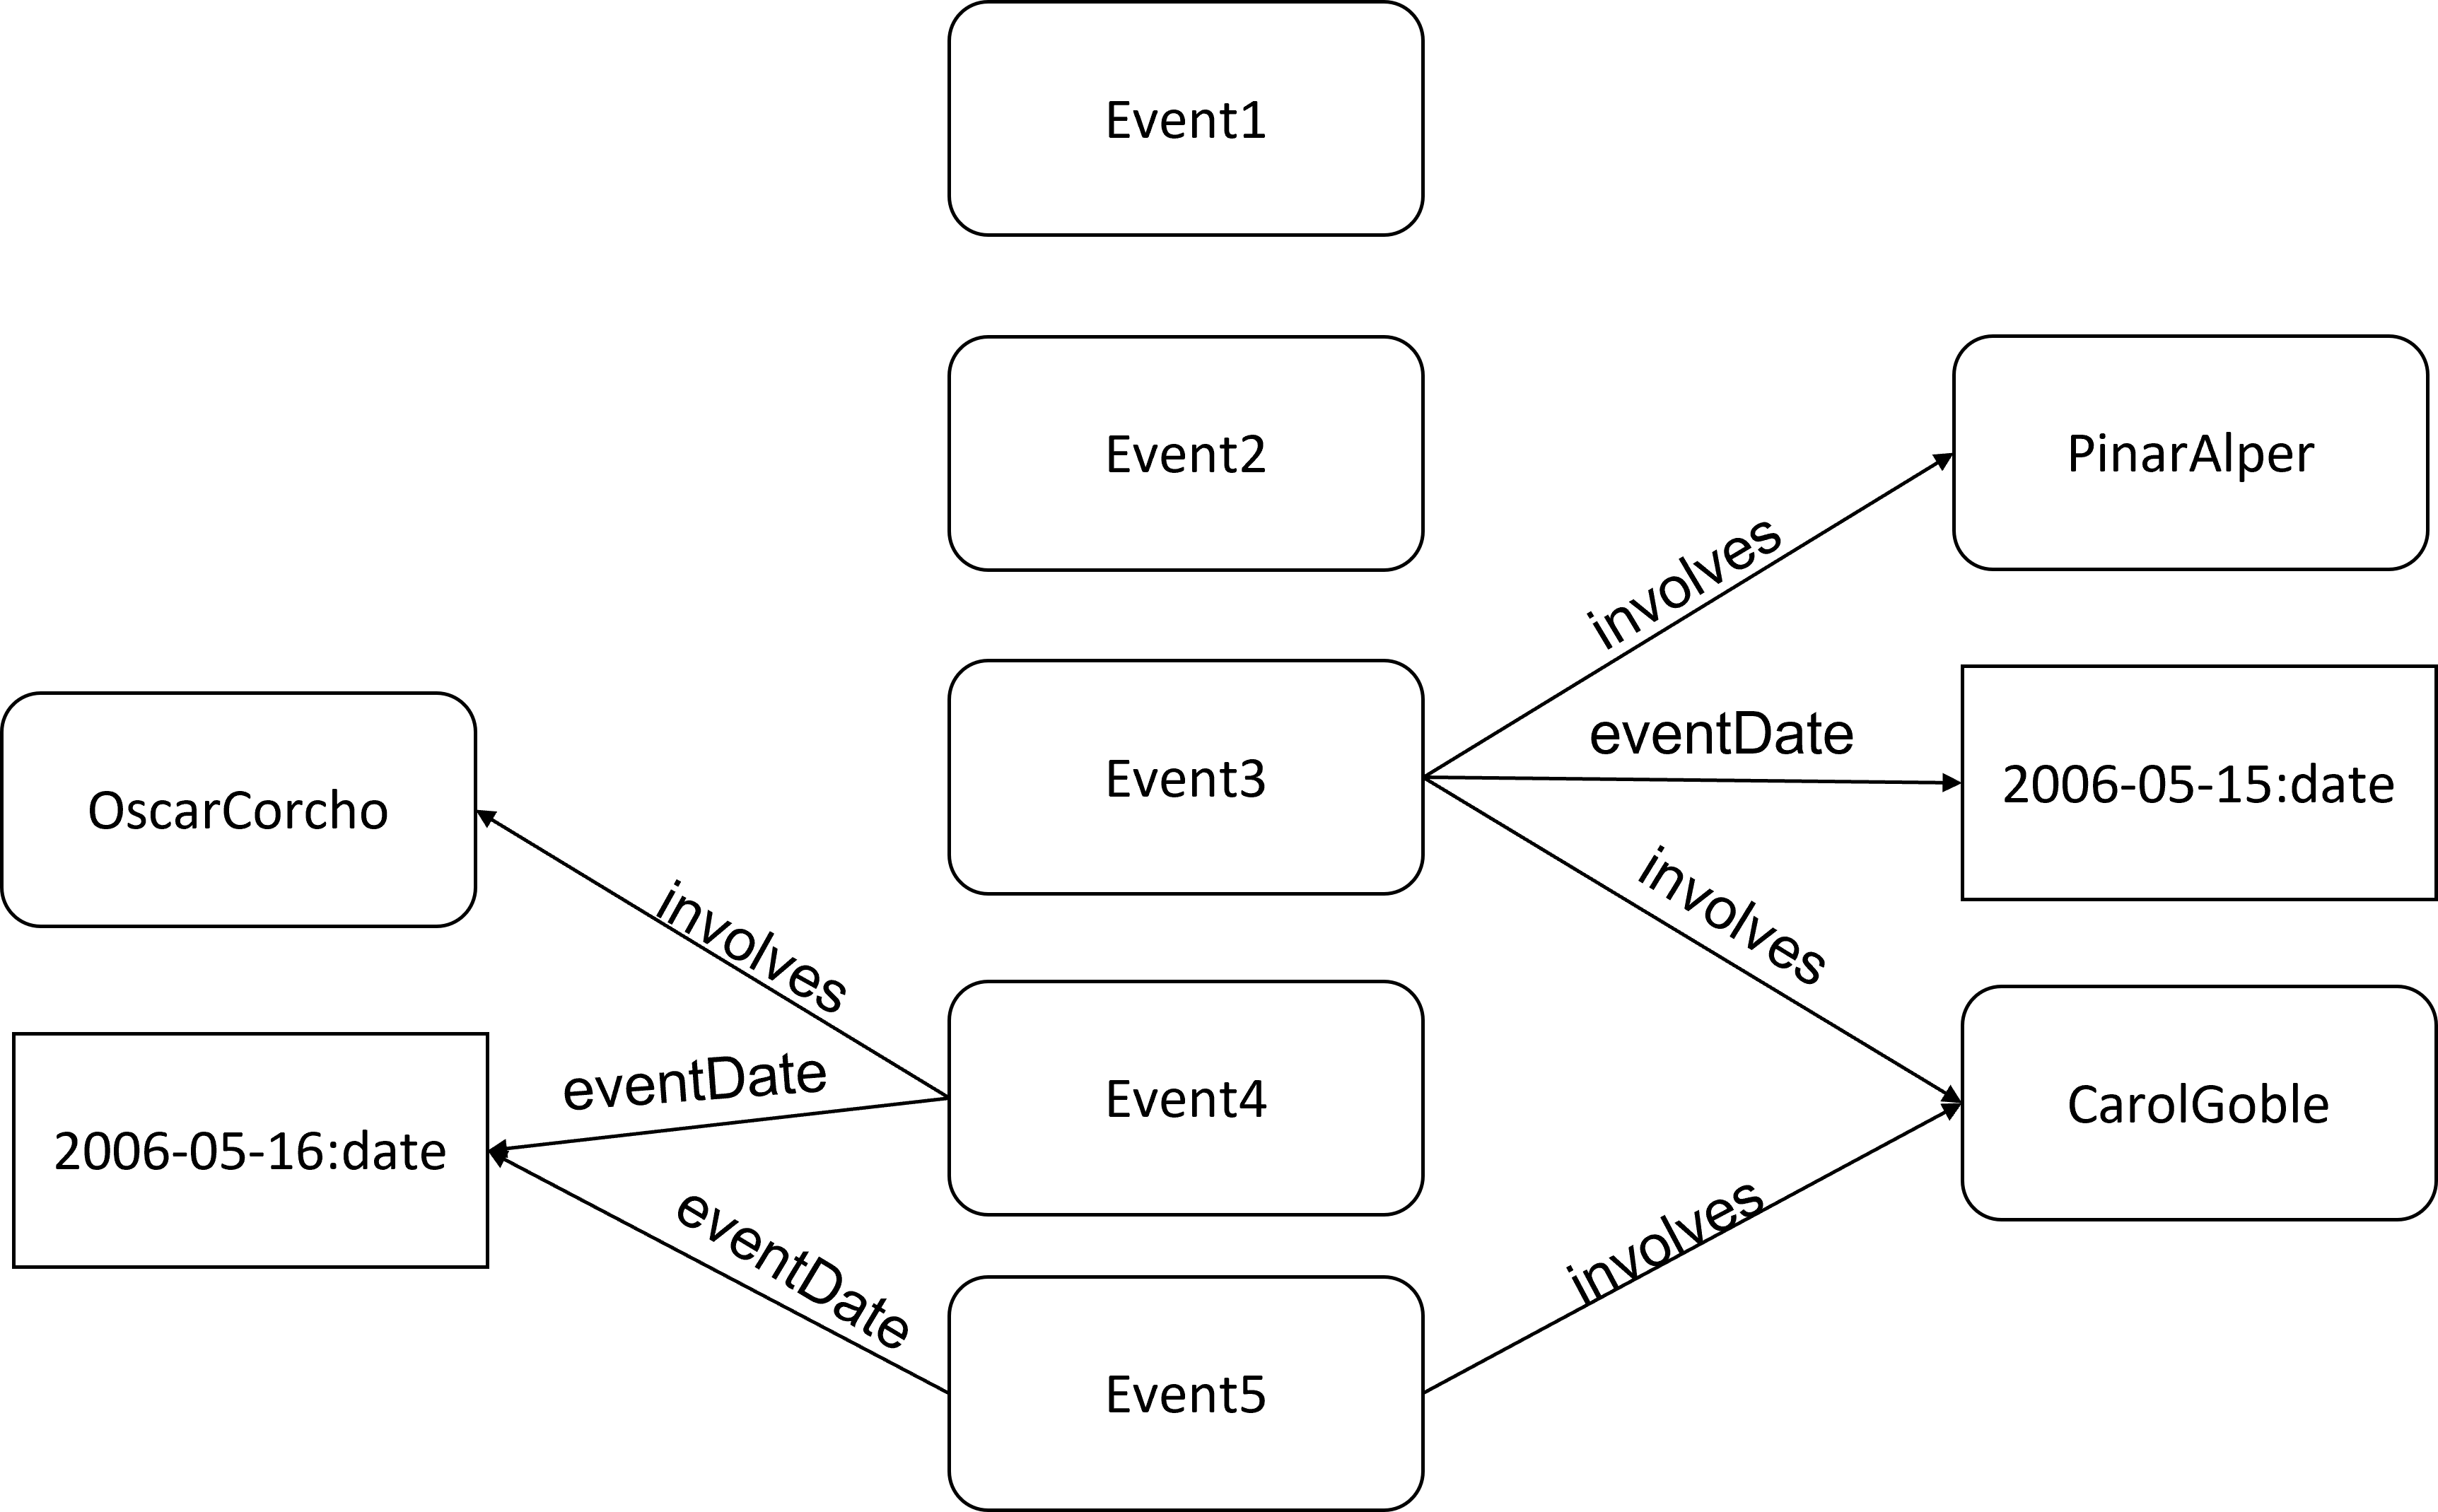 Event1
Event2
PinarAlper
involves
Event3
eventDate
2006-05-15:date
OscarCorcho
involves
involves
Event4
eventDate
CarolGoble
2006-05-16:date
eventDate
involves
Event5